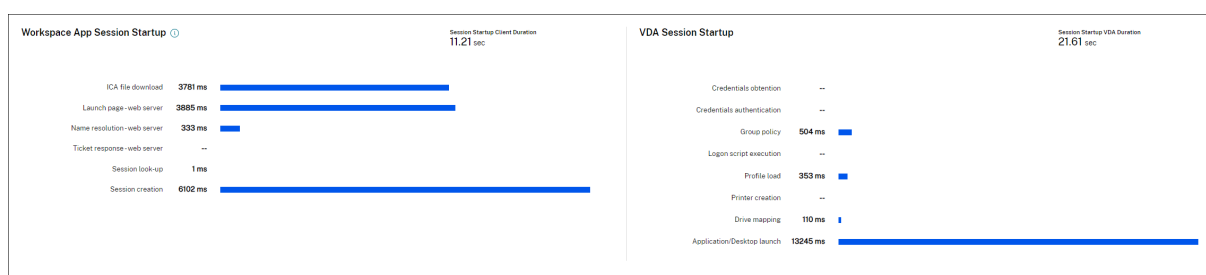 Workspace App Session Startup
Session Startup Client Duration
11.21 sec
ICA file download 3781 ms
Launch page-web server 3885 ms
Name resolution-web server 333 ms
Ticket response-web server --
Session look-up 1 ms
Session creation 6102 ms
VDA Session Startup
Session Startup VDA Duration
21.61 sec
Credentials obtention --
Credentials authentication --
Group policy 504 ms
Logon script execution --
Profile load 353 ms
Printer creation --
Drive mapping 110 ms
Application/Desktop launch 13245 ms